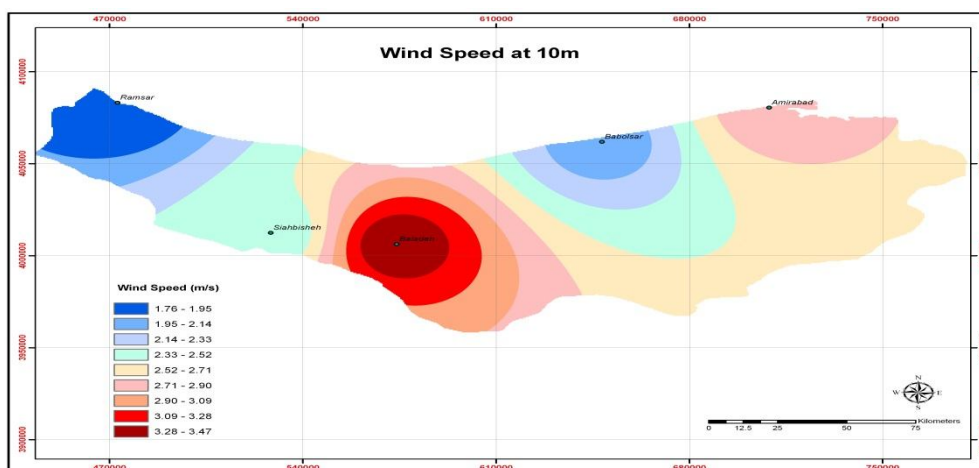 470000 540000 610000 680000 750000
Wind Speed at 10m
4100000
Ramsar
Amirabad
Babolsar
4050000
Siahbisheh
Baladeh
4000000
Wind Speed (m/s)
1.76 - 1.95
1.95 - 2.14
2.14 - 2.33
2.33 - 2.52
2.52 - 2.71
2.71 - 2.90
2.90 - 3.09
3.09 - 3.28
3.28 - 3.47
3950000
N
W E
S
Kilometers
0 12.5 25 50 75
3900000
470000 540000 610000 680000 750000